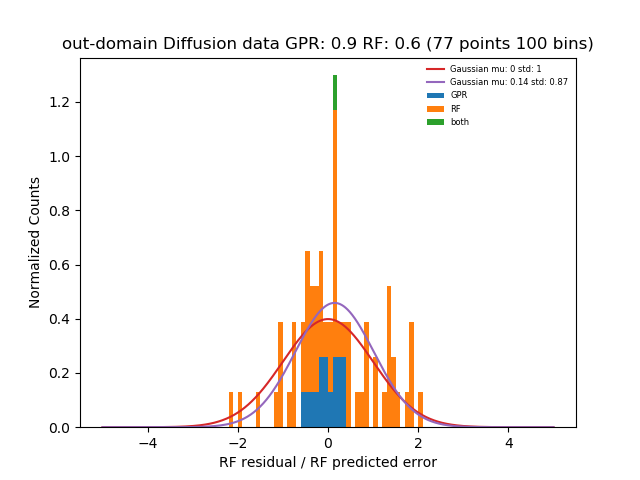 out-domain Diffusion data GPR: 0.9 RF: 0.6 (77 points 100 bins)
Gaussian mu: 0 std: 1
Gaussian mu: 0.14 std: 0.87
GPR
RF
both
Normalized Counts
1.2
1.0
0.8
0.6
0.4
0.2
0.0
−4
−2
0
2
4
RF residual / RF predicted error